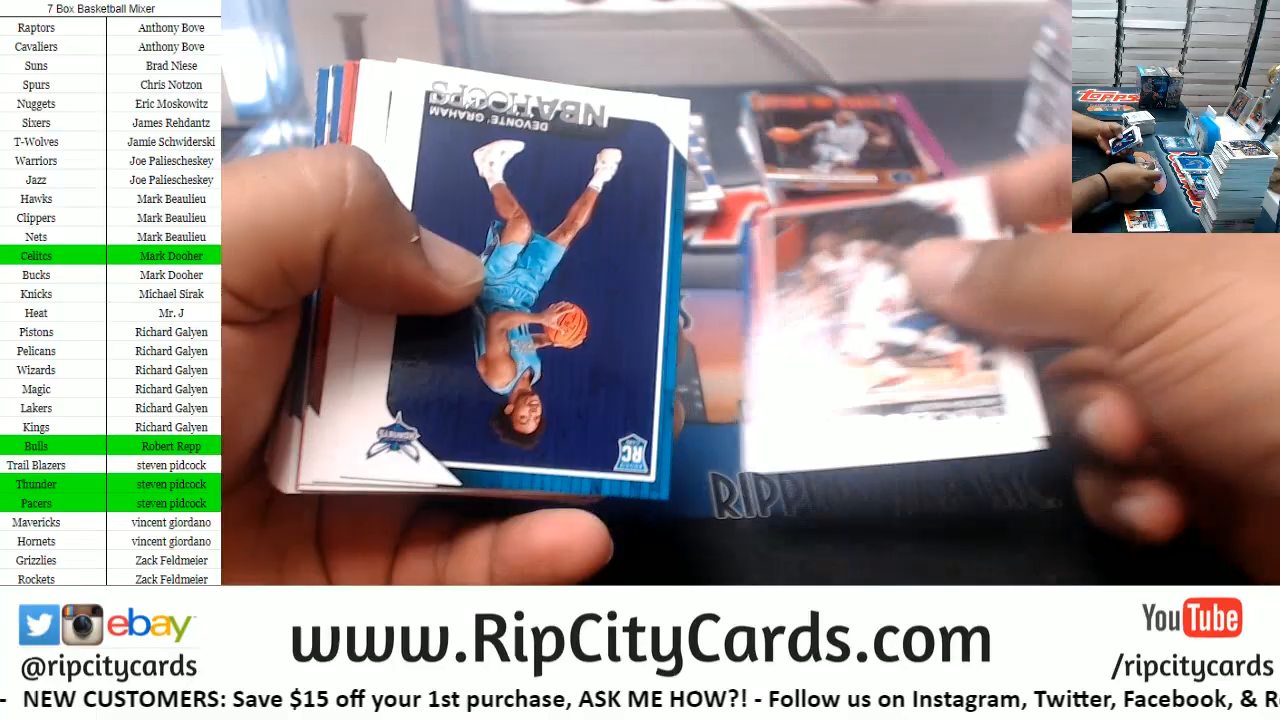 7 Box Basketball Mixer
Raptors Anthony Bove
Cavaliers Anthony Bove
Suns Brad Niese
Spurs Chris Notzon
Nuggets Eric Moskowitz
Sixers James Rehdantz
T-Wolves Jamie Schwiderski
Warriors Joe Paliescheskey
Jazz Joe Paliescheskey
Hawks Mark Beaulieu
Clippers Mark Beaulieu
Nets Mark Beaulieu
Celitcs Mark Dooher
Bucks Mark Dooher
Knicks Michael Sirak
Heat Mr. J
Pistons Richard Galyen
Pelicans Richard Galyen
Wizards Richard Galyen
Magic Richard Galyen
Lakers Richard Galyen
Kings Richard Galyen
Bulls Robert Repp
Trail Blazers steven pidcock
Thunder steven pidcock
Pacers steven pidcock
Mavericks vincent giordano
Hornets vincent giordano
Grizzlies Zack Feldmeier
Rockets Zack Feldmeier
NBA HOOPS
DEVONTE' GRAHAM
HORNETS
RC
TOPPS
ebay
@ripcitycards
www.RipCityCards.com
YouTube
/ripcitycards
- NEW CUSTOMERS: Save $15 off your 1st purchase, ASK ME HOW?! - Follow us on Instagram, Twitter, Facebook, & R